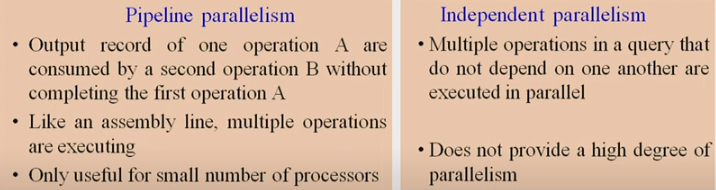 Pipeline parallelism
• Output record of one operation A are
consumed by a second operation B without
completing the first operation A
• Like an assembly line, multiple operations
are executing
• Only useful for small number of processors
Independent parallelism
• Multiple operations in a query that
do not depend on one another are
executed in parallel
• Does not provide a high degree of
parallelism